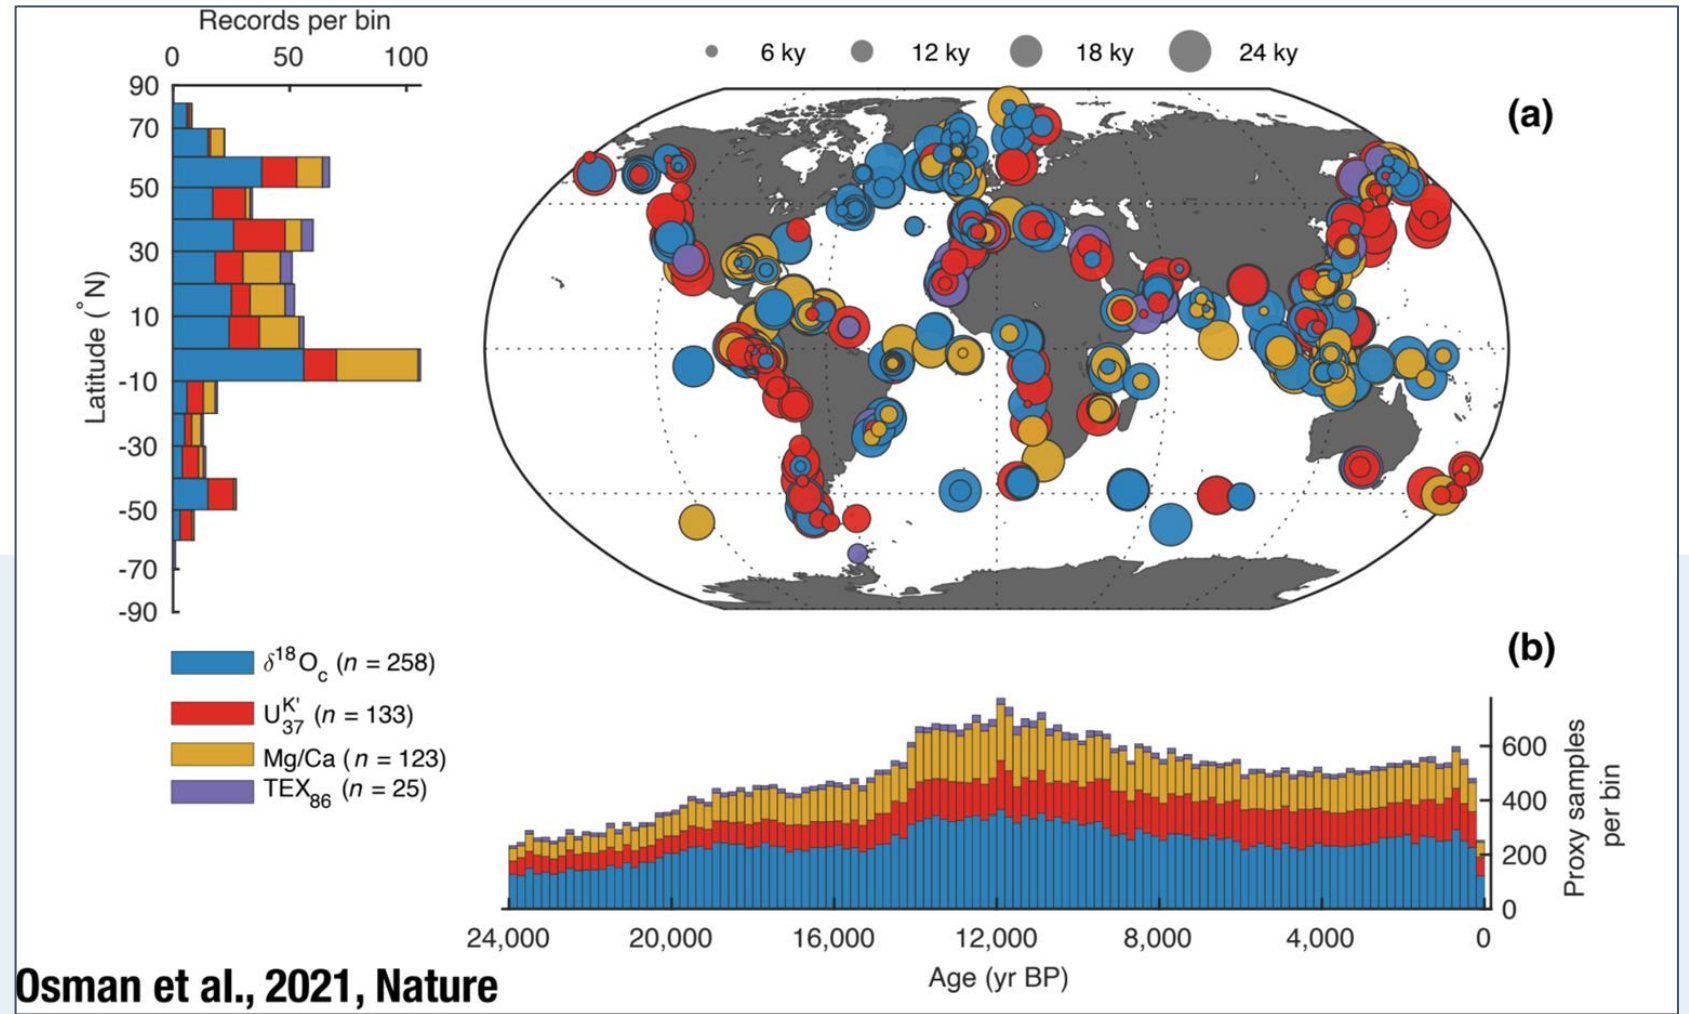 Records per bin
0 50 100
90
70
50
30
10
-10
-30
-50
-70
-90
Latitude (°N)
6 ky 12 ky 18 ky 24 ky
(a)
δ18Oc (n = 258)
UK'37 (n = 133)
Mg/Ca (n = 123)
TEX86 (n = 25)
(b)
600
400
200
0
Proxy samples
per bin
24,000 20,000 16,000 12,000 8,000 4,000 0
Age (yr BP)
Osman et al., 2021, Nature